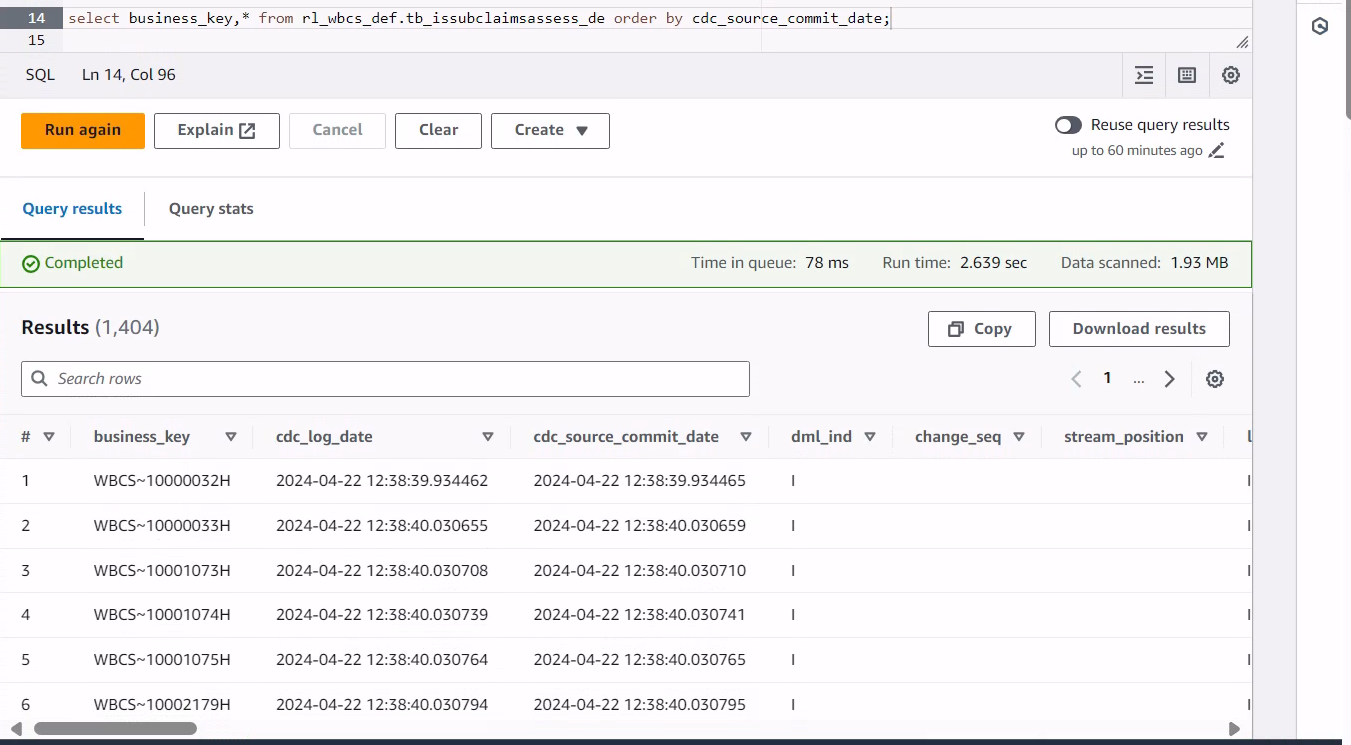 14 select business_key,* from rl_wbcs_def.tb_issubclaimsassess_de order by cdc_source_commit_date;
15
SQL Ln 14, Col 96
Run again Explain Cancel Clear Create Reuse query results
up to 60 minutes ago
Query results Query stats
Completed Time in queue: 78 ms Run time: 2.639 sec Data scanned: 1.93 MB
Results (1,404) Copy Download results
Search rows 1 ...
# business_key cdc_log_date cdc_source_commit_date dml_ind change_seq stream_position
1 WBCS~10000032H 2024-04-22 12:38:39.934462 2024-04-22 12:38:39.934465 I
2 WBCS~10000033H 2024-04-22 12:38:40.030655 2024-04-22 12:38:40.030659 I
3 WBCS~10001073H 2024-04-22 12:38:40.030708 2024-04-22 12:38:40.030710 I
4 WBCS~10001074H 2024-04-22 12:38:40.030739 2024-04-22 12:38:40.030741 I
5 WBCS~10001075H 2024-04-22 12:38:40.030764 2024-04-22 12:38:40.030765 I
6 WBCS~10002179H 2024-04-22 12:38:40.030794 2024-04-22 12:38:40.030795 I